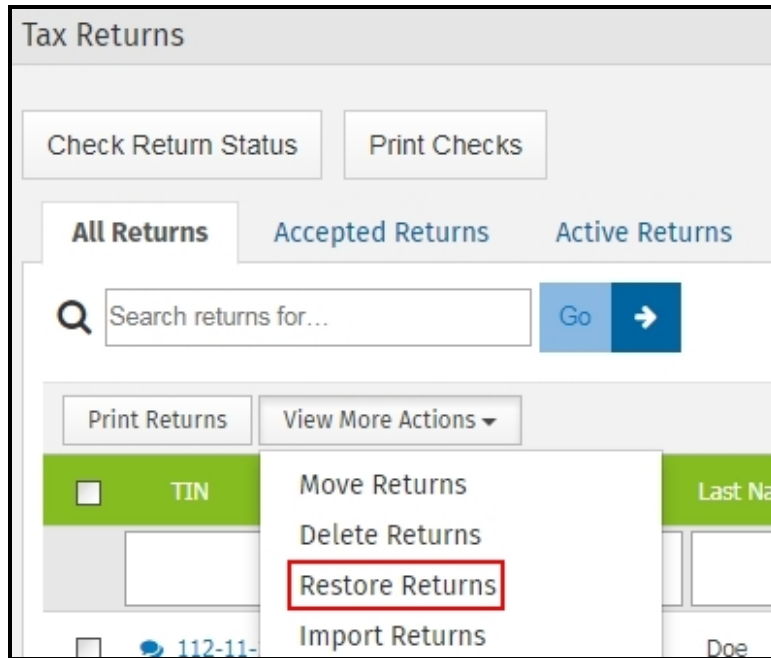 Tax Returns
Check Return Status Print Checks
All Returns Accepted Returns Active Returns
Search returns for...
Go
Print Returns View More Actions
Move Returns
TIN Last Na
Delete Returns
Restore Returns
Import Returns
112-11- Doe